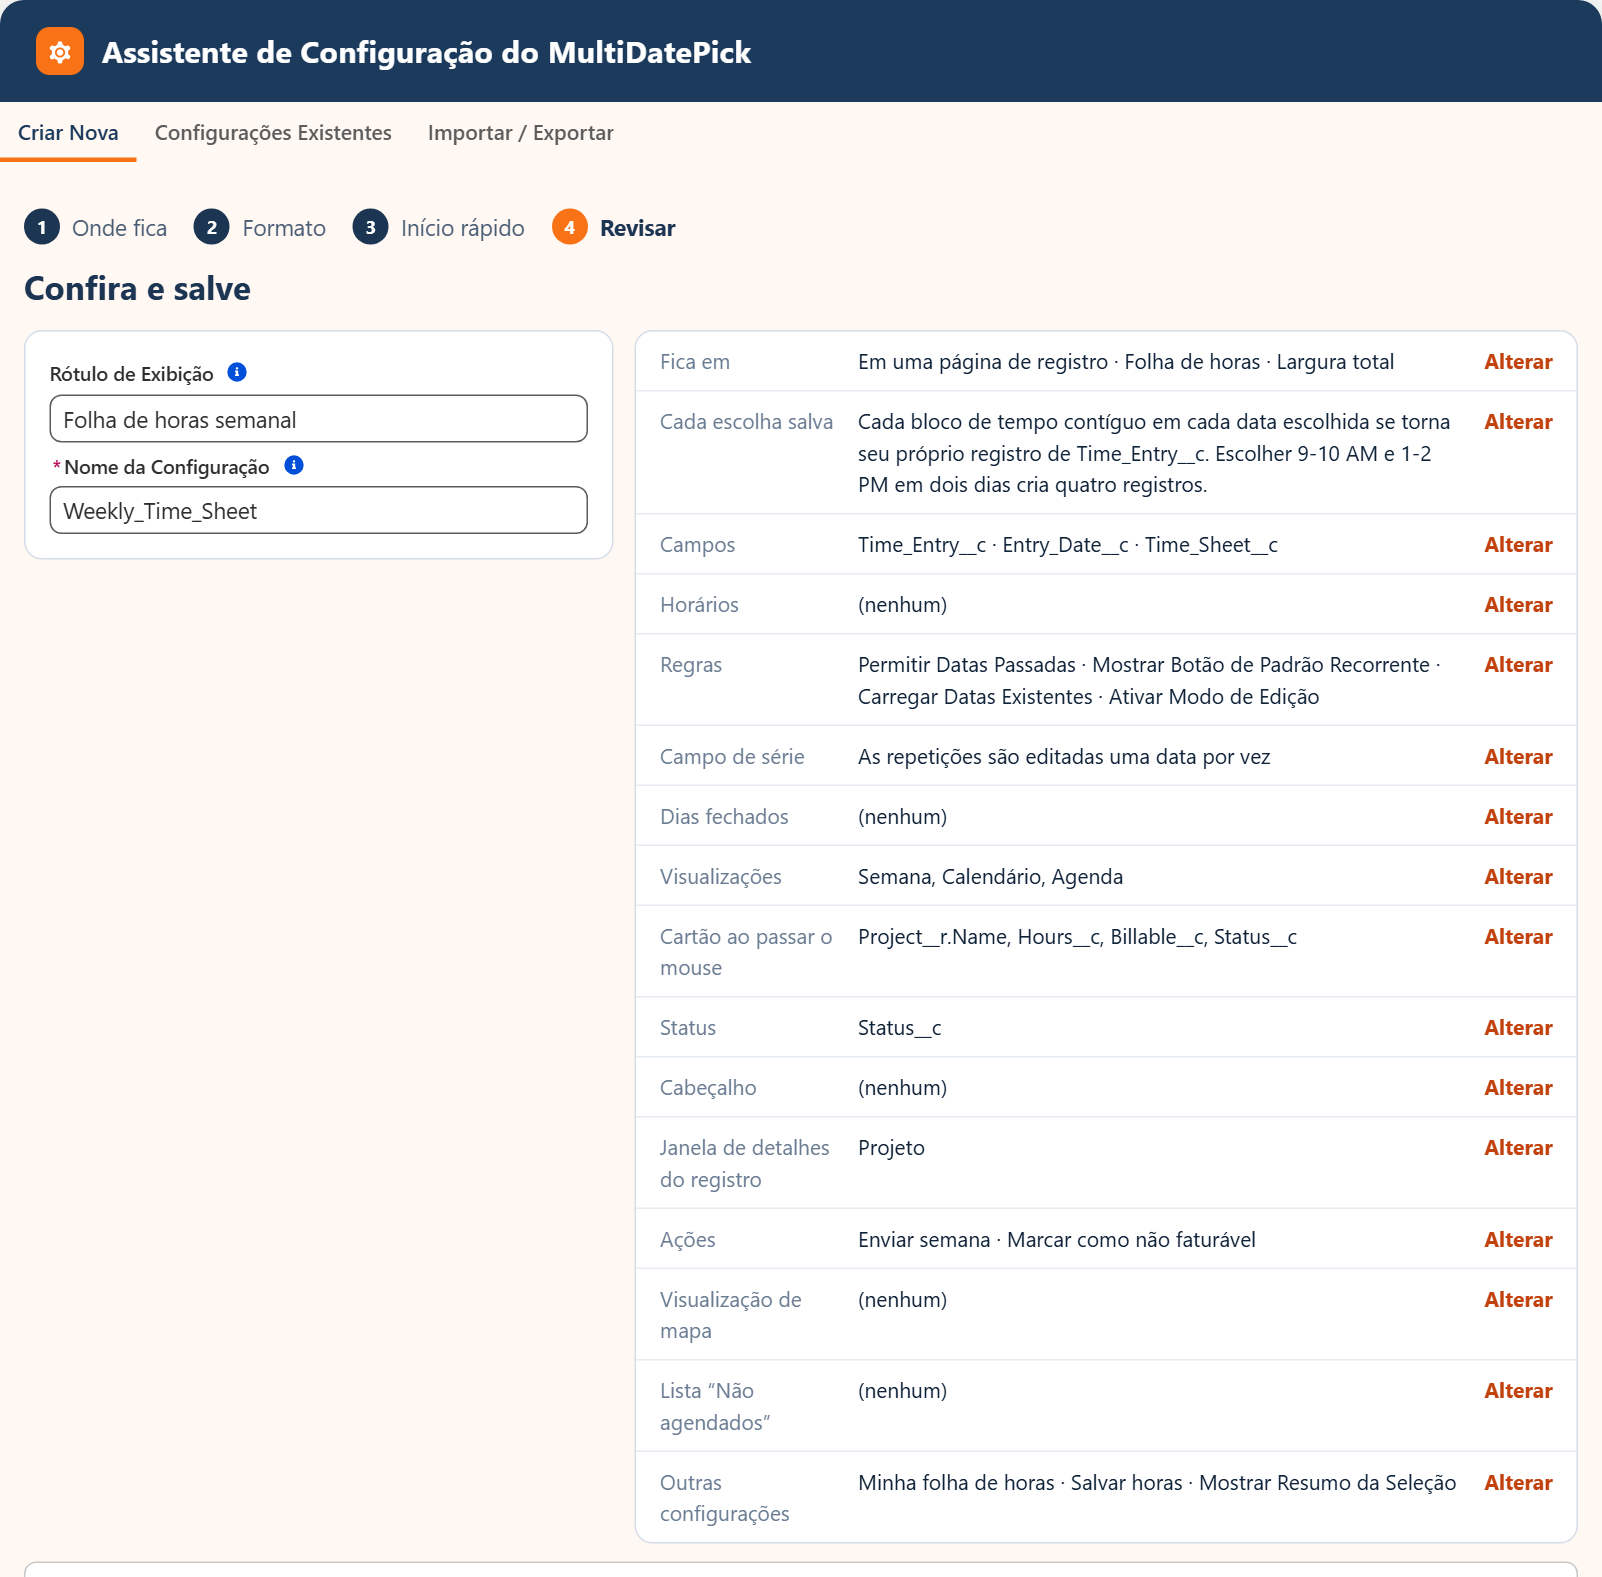 Assistente de Configuração do MultiDatePick
Criar Nova
Configurações Existentes
Importar / Exportar
1 Onde fica
2 Formato
3 Início rápido
4 Revisar
Confira e salve
Rótulo de Exibição
Folha de horas semanal
*Nome da Configuração
Weekly_Time_Sheet
Fica em
Em uma página de registro · Folha de horas · Largura total
Alterar
Cada escolha salva
Cada bloco de tempo contíguo em cada data escolhida se torna
seu próprio registro de Time_Entry__c. Escolher 9-10 AM e 1-2
PM em dois dias cria quatro registros.
Alterar
Campos
Time_Entry__c · Entry_Date__c · Time_Sheet__c
Alterar
Horários
(nenhum)
Alterar
Regras
Permitir Datas Passadas · Mostrar Botão de Padrão Recorrente ·
Carregar Datas Existentes · Ativar Modo de Edição
Alterar
Campo de série
As repetições são editadas uma data por vez
Alterar
Dias fechados
(nenhum)
Alterar
Visualizações
Semana, Calendário, Agenda
Alterar
Cartão ao passar o
mouse
Project__r.Name, Hours__c, Billable__c, Status__c
Alterar
Status
Status__c
Alterar
Cabeçalho
(nenhum)
Alterar
Janela de detalhes
do registro
Projeto
Alterar
Ações
Enviar semana · Marcar como não faturável
Alterar
Visualização de
mapa
(nenhum)
Alterar
Lista “Não
agendados”
(nenhum)
Alterar
Outras
configurações
Minha folha de horas · Salvar horas · Mostrar Resumo da Seleção
Alterar